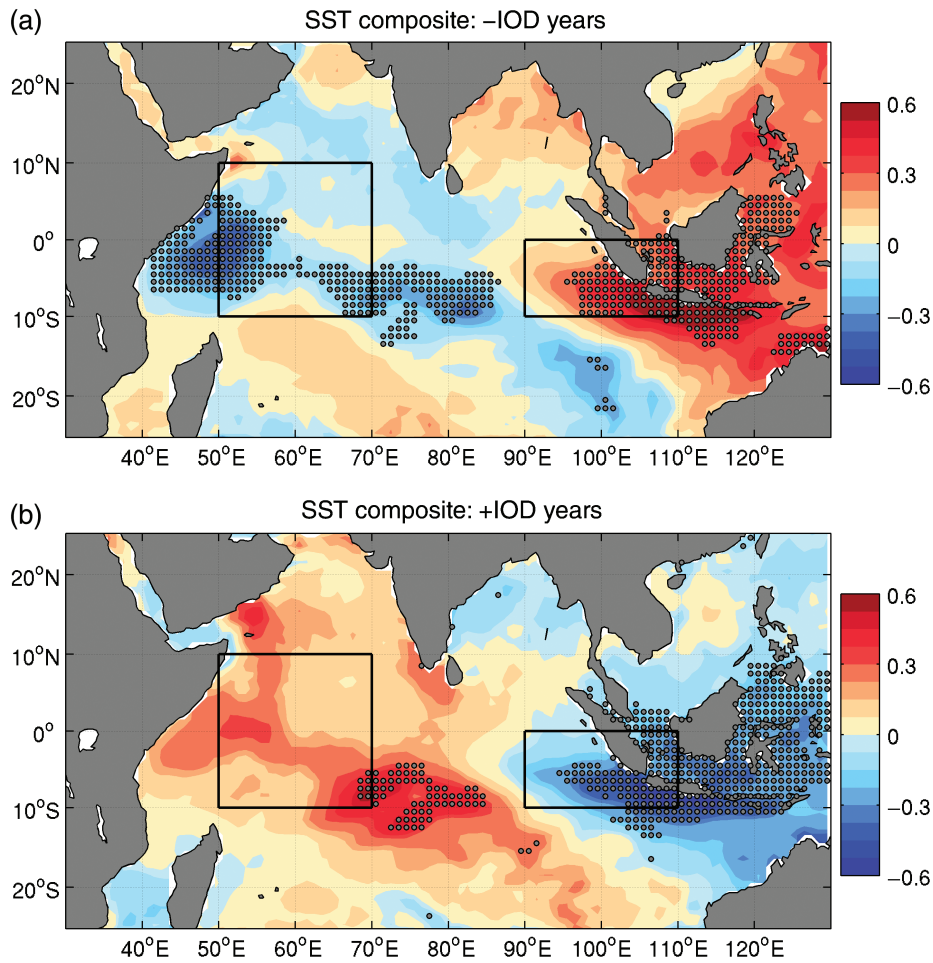 (a)
SST composite: −IOD years
20°N
10°N
0°
10°S
20°S
40°E 50°E 60°E 70°E 80°E 90°E 100°E 110°E 120°E
0.6
0.3
0
−0.3
−0.6
(b)
SST composite: +IOD years
20°N
10°N
0°
10°S
20°S
40°E 50°E 60°E 70°E 80°E 90°E 100°E 110°E 120°E
0.6
0.3
0
−0.3
−0.6